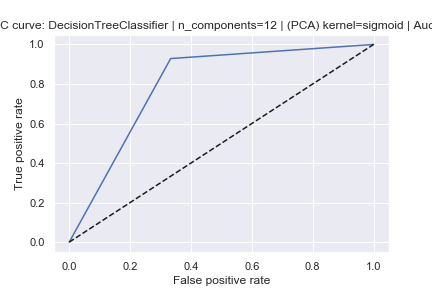 C curve: DecisionTreeClassifier | n_components=12 | (PCA) kernel=sigmoid | Auc
1.0
0.8
0.6
0.4
0.2
0.0
True positive rate
0.0 0.2 0.4 0.6 0.8 1.0
False positive rate